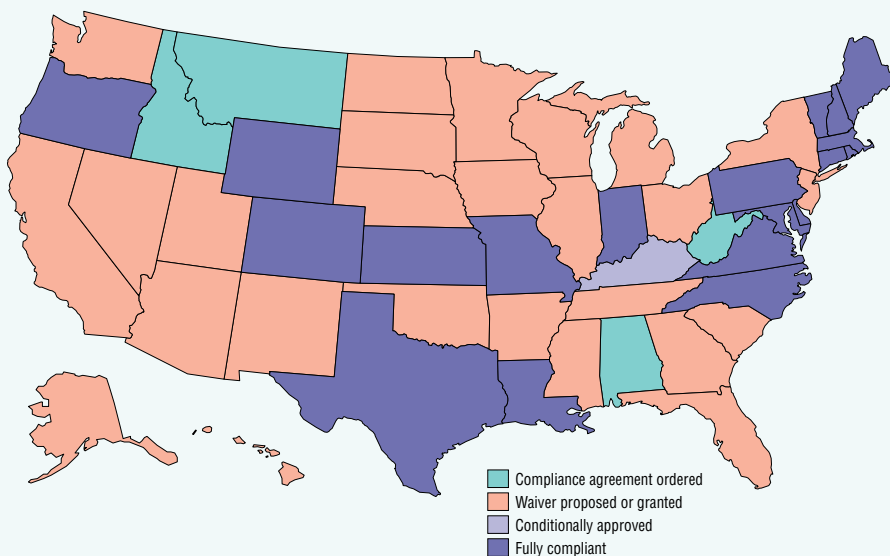 Compliance agreement ordered
Waiver proposed or granted
Conditionally approved
Fully compliant